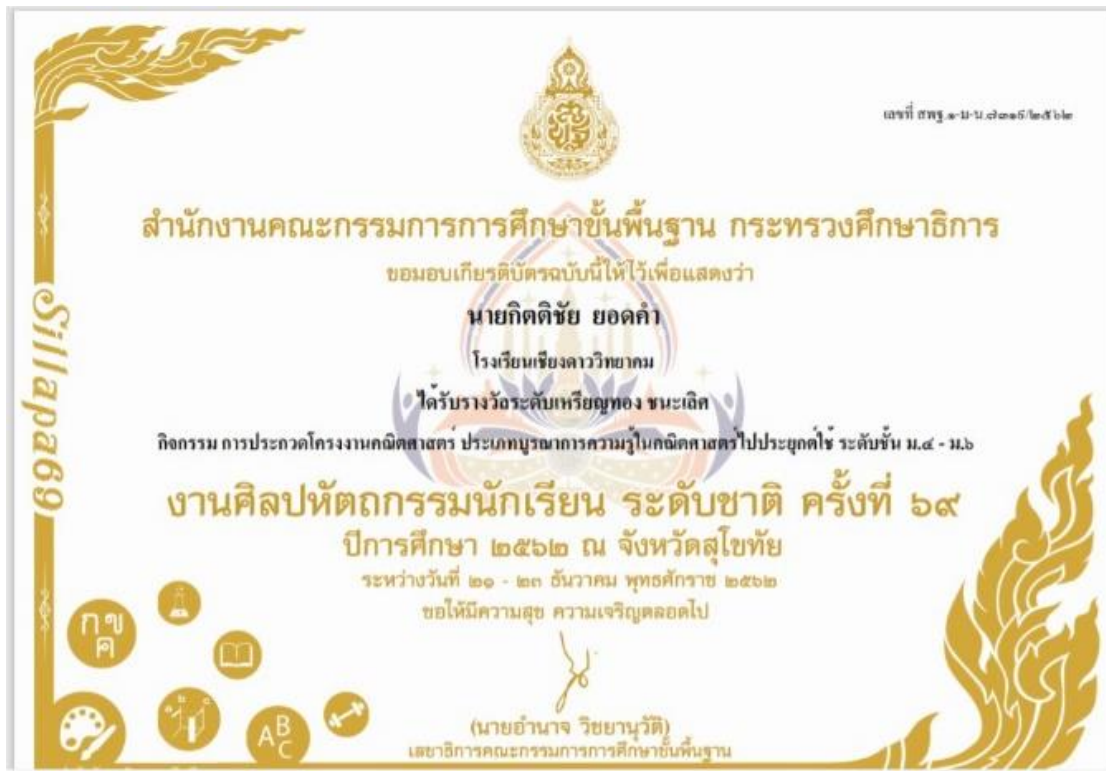 เลขที่ สพฐ.๑-ม-น.๗๓๑๕/๒๕๖๒
สำนักงานคณะกรรมการการศึกษาขั้นพื้นฐาน กระทรวงศึกษาธิการ
ขอมอบเกียรติบัตรฉบับนี้ให้ไว้เพื่อแสดงว่า
นายกิตติชัย ยอดคำ
โรงเรียนเชียงดาววิทยาคม
ได้รับรางวัลระดับเหรียญทอง ชนะเลิศ
กิจกรรม การประกวดโครงงานคณิตศาสตร์ ประเภทบูรณาการความรู้ในคณิตศาสตร์ไปประยุกต์ใช้ ระดับชั้น ม.๔ - ม.๖
งานศิลปหัตถกรรมนักเรียน ระดับชาติ ครั้งที่ ๖๙
ปีการศึกษา ๒๕๖๒ ณ จังหวัดสุโขทัย
ระหว่างวันที่ ๒๑ - ๒๓ ธันวาคม พุทธศักราช ๒๕๖๒
ขอให้มีความสุข ความเจริญตลอดไป
(นายอำนาจ วิชยานุวัติ)
เลขาธิการคณะกรรมการการศึกษาขั้นพื้นฐาน
Sillapa69
ก ข
ค
a b c
A B
C